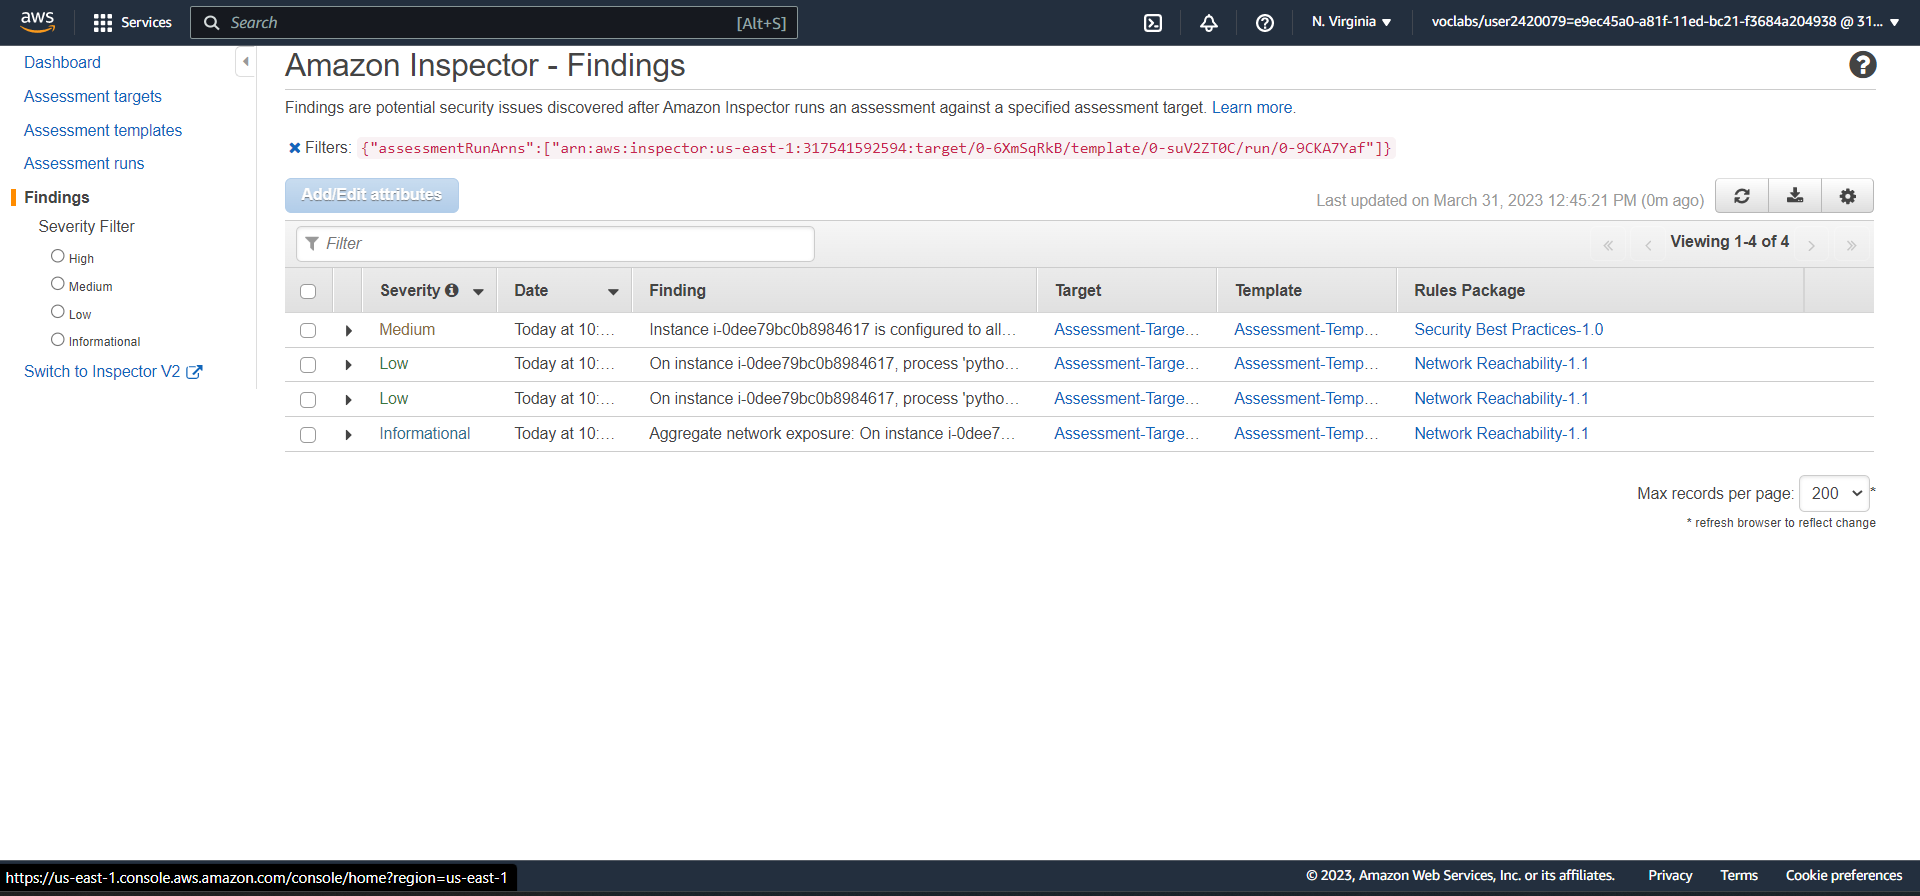 aws Services Search [Alt+S] N. Virginia voclabs/user2420079=e9ec45a0-a81f-11ed-bc21-f3684a204938 @ 31...
Dashboard
Assessment targets
Assessment templates
Assessment runs
Findings
Severity Filter
High
Medium
Low
Informational
Switch to Inspector V2
Amazon Inspector - Findings
Findings are potential security issues discovered after Amazon Inspector runs an assessment against a specified assessment target. Learn more.
Filters: {"assessmentRunArns":["arn:aws:inspector:us-east-1:317541592594:target/0-6XmSqRkB/template/0-suV2ZT0C/run/0-9CKA7Yaf"]}
Add/Edit attributes Last updated on March 31, 2023 12:45:21 PM (0m ago)
Filter « ‹ Viewing 1-4 of 4 › »
Severity Date Finding Target Template Rules Package
Medium Today at 10:... Instance i-0dee79bc0b8984617 is configured to all... Assessment-Targe... Assessment-Temp... Security Best Practices-1.0
Low Today at 10:... On instance i-0dee79bc0b8984617, process 'pytho... Assessment-Targe... Assessment-Temp... Network Reachability-1.1
Low Today at 10:... On instance i-0dee79bc0b8984617, process 'pytho... Assessment-Targe... Assessment-Temp... Network Reachability-1.1
Informational Today at 10:... Aggregate network exposure: On instance i-0dee7... Assessment-Targe... Assessment-Temp... Network Reachability-1.1
Max records per page: 200 *
* refresh browser to reflect change
https://us-east-1.console.aws.amazon.com/console/home?region=us-east-1
© 2023, Amazon Web Services, Inc. or its affiliates. Privacy Terms Cookie preferences